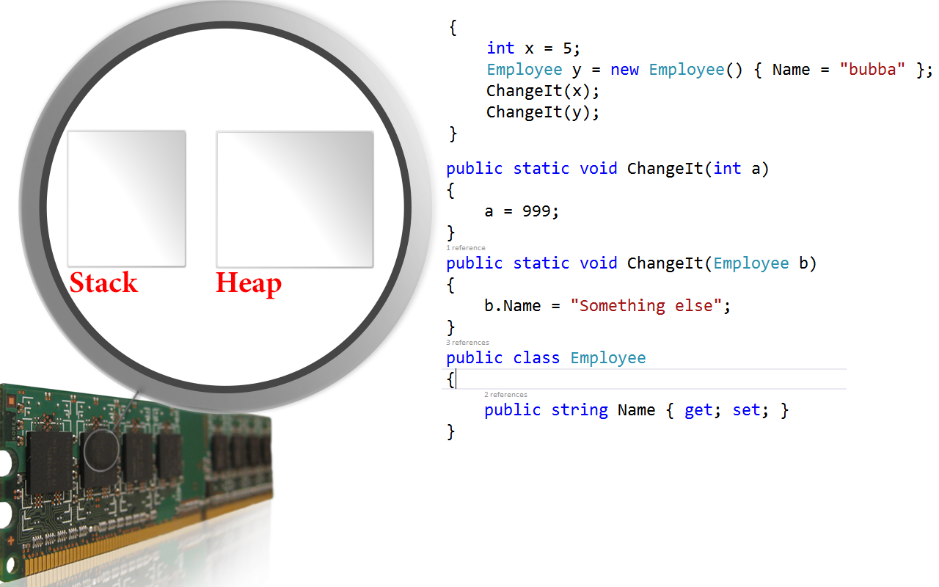 Stack
Heap
{
int x = 5;
Employee y = new Employee() { Name = "bubba" };
ChangeIt(x);
ChangeIt(y);
}
public static void ChangeIt(int a)
{
a = 999;
}
1 reference
public static void ChangeIt(Employee b)
{
b.Name = "Something else";
}
3 references
public class Employee
{
2 references
public string Name { get; set; }
}